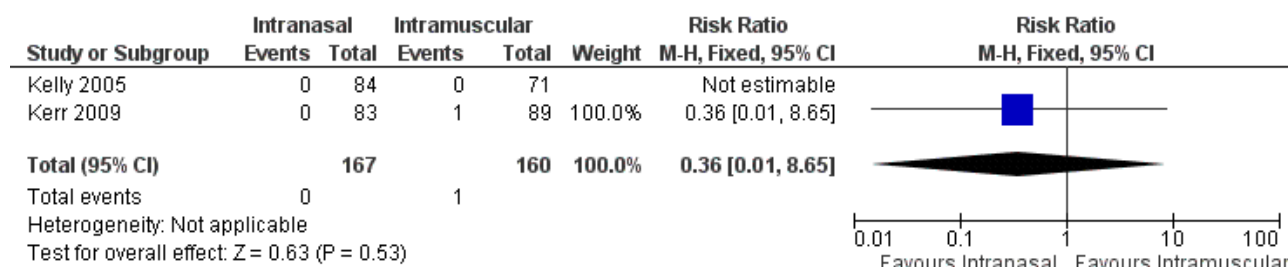 Intranasal Intramuscular Risk Ratio Risk Ratio
Study or Subgroup Events Total Events Total Weight M-H, Fixed, 95% CI M-H, Fixed, 95% CI
Kelly 2005 0 84 0 71 Not estimable
Kerr 2009 0 83 1 89 100.0% 0.36 [0.01, 8.65]
Total (95% CI) 167 160 100.0% 0.36 [0.01, 8.65]
Total events 0 1
Heterogeneity: Not applicable
Test for overall effect: Z = 0.63 (P = 0.53)
0.01 0.1 1 10 100
Favours Intranasal Favours Intramuscular